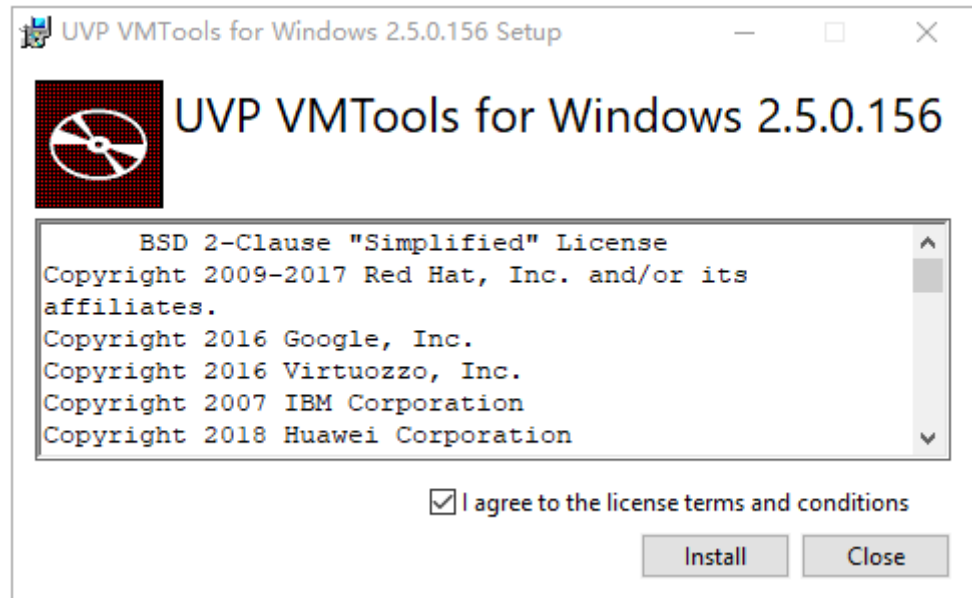 UVP VMTools for Windows 2.5.0.156 Setup
UVP VMTools for Windows 2.5.0.156
BSD 2-Clause "Simplified" License
Copyright 2009-2017 Red Hat, Inc. and/or its
affiliates.
Copyright 2016 Google, Inc.
Copyright 2016 Virtuozzo, Inc.
Copyright 2007 IBM Corporation
Copyright 2018 Huawei Corporation
I agree to the license terms and conditions
Install Close